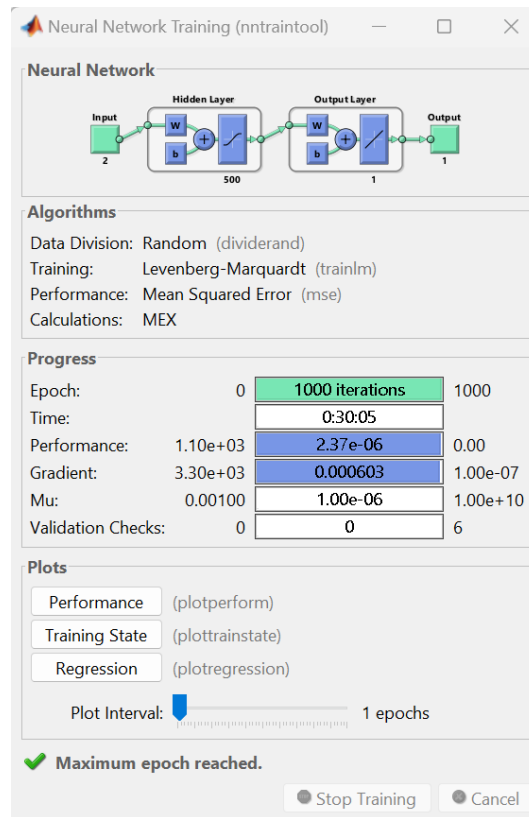 Neural Network Training (nntraintool)
Neural Network
Hidden Layer
Output Layer
Input
Output
W
W
b
b
2
1
500
1
Algorithms
Data Division: Random (dividerand)
Training: Levenberg-Marquardt (trainlm)
Performance: Mean Squared Error (mse)
Calculations: MEX
Progress
Epoch: 0 1000 iterations 1000
Time: 0:30:05
Performance: 1.10e+03 2.37e-06 0.00
Gradient: 3.30e+03 0.000603 1.00e-07
Mu: 0.00100 1.00e-06 1.00e+10
Validation Checks: 0 0 6
Plots
Performance (plotperform)
Training State (plottrainstate)
Regression (plotregression)
Plot Interval: 1 epochs
Maximum epoch reached.
Stop Training Cancel